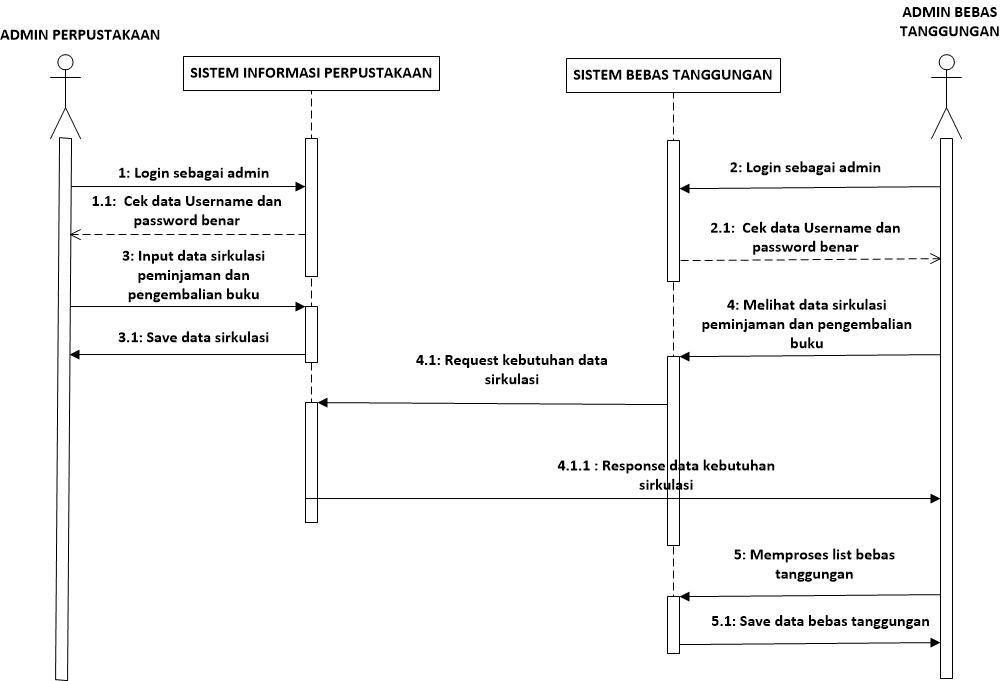 ADMIN PERPUSTAKAAN
SISTEM INFORMASI PERPUSTAKAAN
SISTEM BEBAS TANGGUNGAN
ADMIN BEBAS
TANGGUNGAN
1: Login sebagai admin
2: Login sebagai admin
1.1: Cek data Username dan
password benar
2.1: Cek data Username dan
password benar
3: Input data sirkulasi
peminjaman dan
pengembalian buku
4: Melihat data sirkulasi
peminjaman dan pengembalian
buku
3.1: Save data sirkulasi
4.1: Request kebutuhan data
sirkulasi
4.1.1 : Response data kebutuhan
sirkulasi
5: Memproses list bebas
tanggungan
5.1: Save data bebas tanggungan